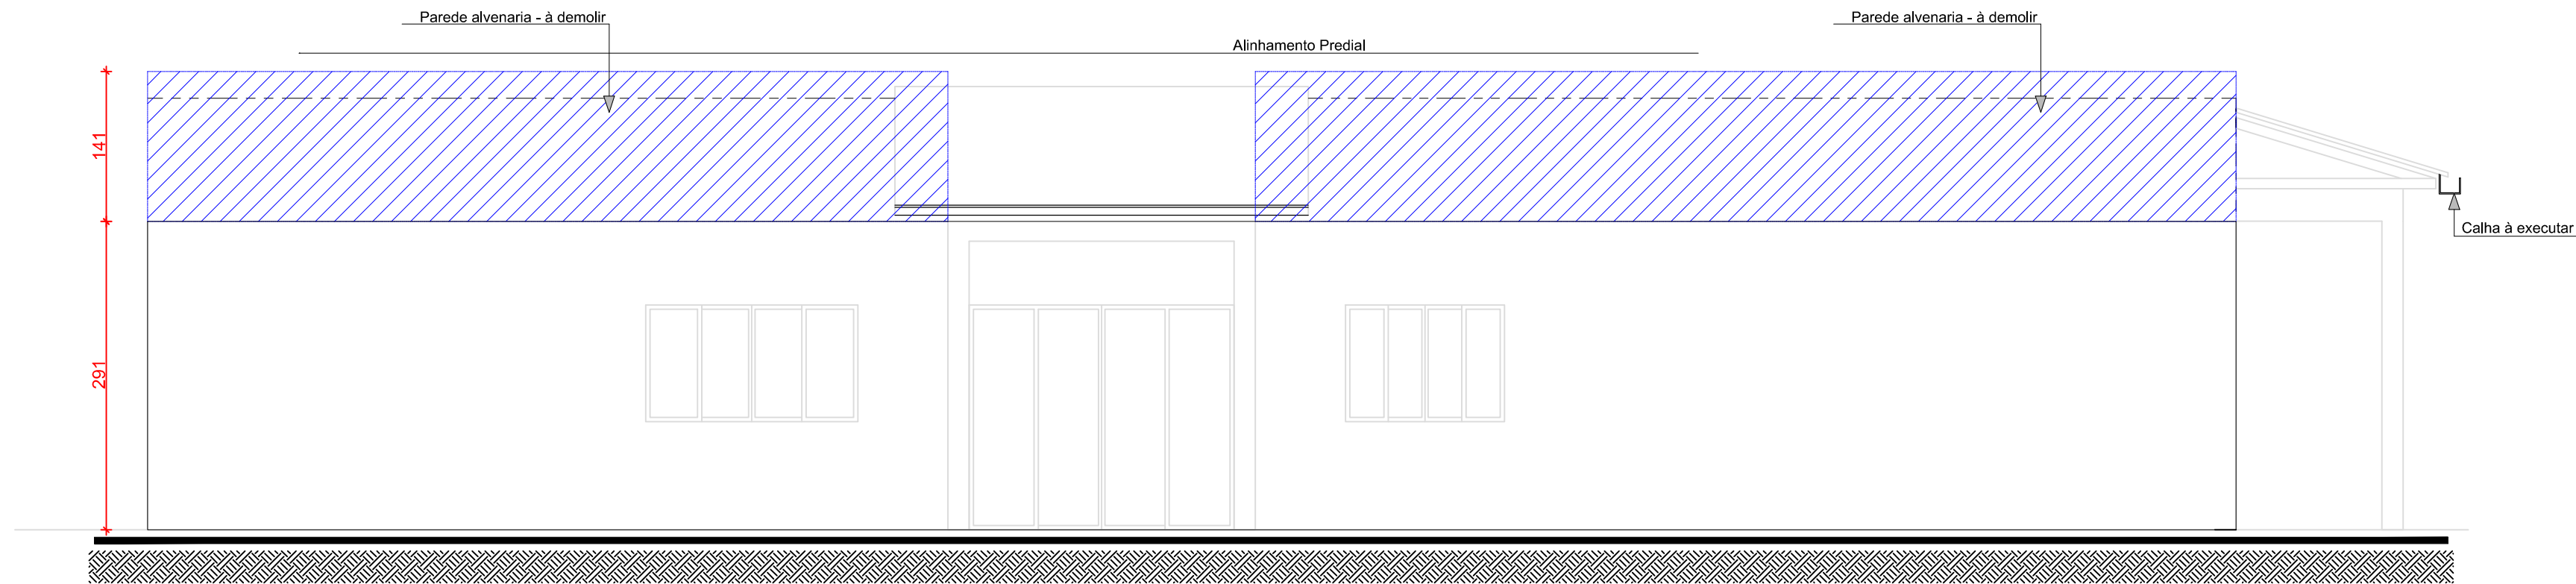 Parede alvenaria - à demolir
Parede alvenaria - à demolir
Alinhamento Predial
141
Calha à executar
291